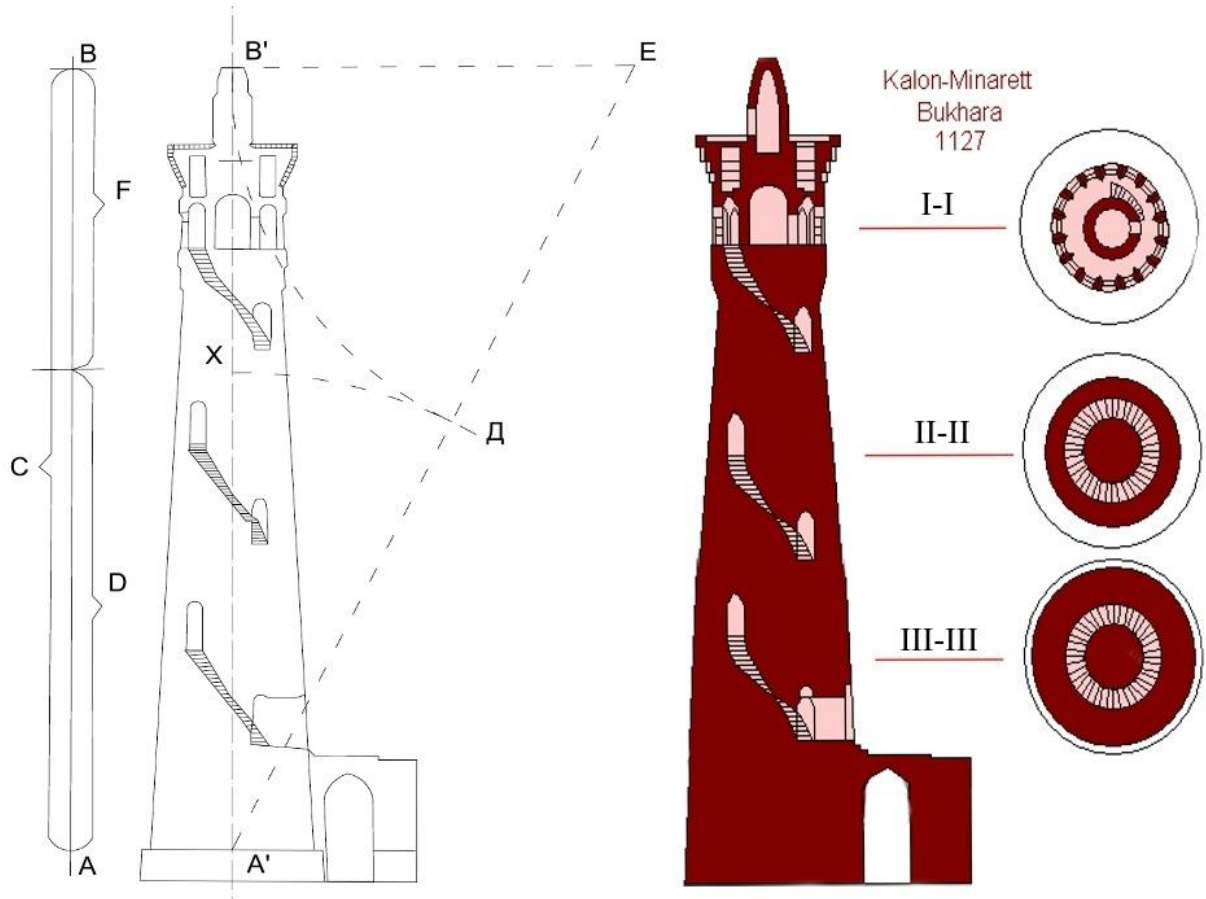 B
B'
E
F
X
Д
C
D
A
A'
Kalon-Minarett
Bukhara
1127
I-I
II-II
III-III